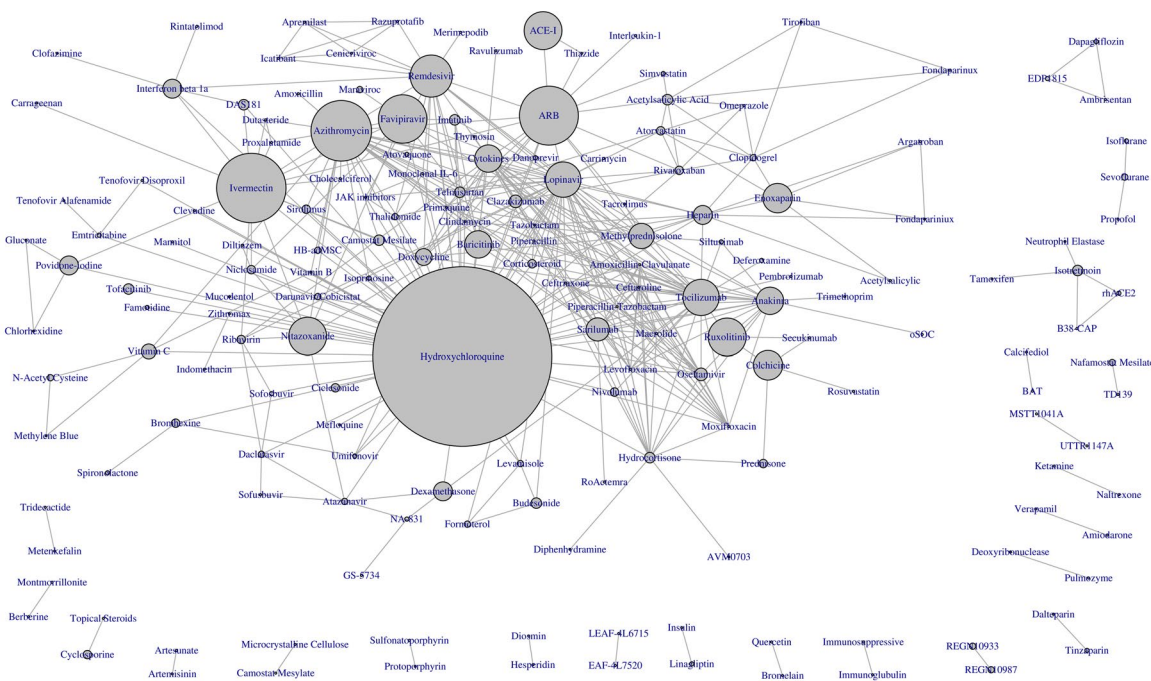 Rintatelimod
Apremilast
Razuprotafib
ACE-I
Tirofiban
Merimepodib
Interleukin-1
Dapagliflozin
Clofazimine
Cenicriviroc
Ravulizumab
Thiazide
Icatibant
Remdesivir
Simvastatin
Fondaparinux
EDP1815
Interferon beta 1a
Maraviroc
Amoxicillin
Acetylsalicylic Acid
Omeprazole
Ambrisentan
Carrageenan
DAS181
Dutasteride
Favipiravir
Imatinib
ARB
Azithromycin
Atorvastatin
Proxalutamide
Thymosin
Argatroban
Isoflurane
Atovaquone
Cytokines
Danoprevir
Carrimycin
Clopidogrel
Monoclonal IL-6
Rivaroxaban
Cholecalciferol
Lopinavir
Sevoflurane
Tenofovir Disoproxil
Ivermectin
Telmisartan
JAK inhibitors
Clazakizumab
Enoxaparin
Tenofovir Alafenamide
Clevudine
Sirolimus
Primaquine
Tacrolimus
Thalidomide
Heparin
Fondapariniux
Propofol
Clindamycin
Tazobactam
Emtricitabine
Mannitol
Gluconate
Diltiazem
HB-adMSC
Camostat Mesilate
Baricitinib
Piperacillin
Methylprednisolone
Siltuximab
Neutrophil Elastase
Povidone-Iodine
Niclosamide
Vitamin B
Doxycycline
Corticosteroid
Amoxicillin-Clavulanate
Deferoxamine
Isotretinoin
Isoprinosine
Pembrolizumab
Tamoxifen
Acetylsalicylic
Tofacitinib
Ceftriaxone
Ceftaroline
rhACE2
Mucodentol
Darunavir/Cobicistat
Tocilizumab
Anakinra
Trimethoprim
Famotidine
Zithromax
Piperacillin-Tazobactam
Chlorhexidine
Nitazoxanide
Sarilumab
Macrolide
Ruxolitinib
Secukinumab
oSOC
B38-CAP
Ribavirin
Vitamin C
Hydroxychloroquine
Calcifediol
Nafamostat Mesilate
Indomethacin
Levofloxacin
Colchicine
Oseltamivir
N-Acetyl Cysteine
Ciclesonide
Sofosbuvir
Nivolumab
Rosuvastatin
BAT
TD139
Bromhexine
Mefloquine
Moxifloxacin
MSTT1041A
Methylene Blue
Daclatasvir
Umifenovir
Levamisole
Hydrocortisone
Prednisone
UTTR1147A
Spironolactone
RoActemra
Ketamine
Sofusbuvir
Dexamethasone
Atazanavir
Budesonide
Naltrexone
Trideoactide
NA-831
Formoterol
Verapamil
Metenkefalin
Diphenhydramine
AVM0703
Amiodarone
Deoxyribonuclease
Montmorrillonite
GS-5734
Pulmozyme
Berberine
Topical Steroids
Dalteparin
Cyclosporine
Artesunate
Microcrystalline Cellulose
Sulfonatoporphyrin
Diosmin
LEAF-4L6715
Insulin
Quercetin
Immunosuppressive
REGN10933
Tinzaparin
Artemisinin
Camostat-Mesylate
Protoporphyrin
Hesperidin
EAF-4L7520
Linagliptin
Bromelain
Immunoglubulin
REGN10987